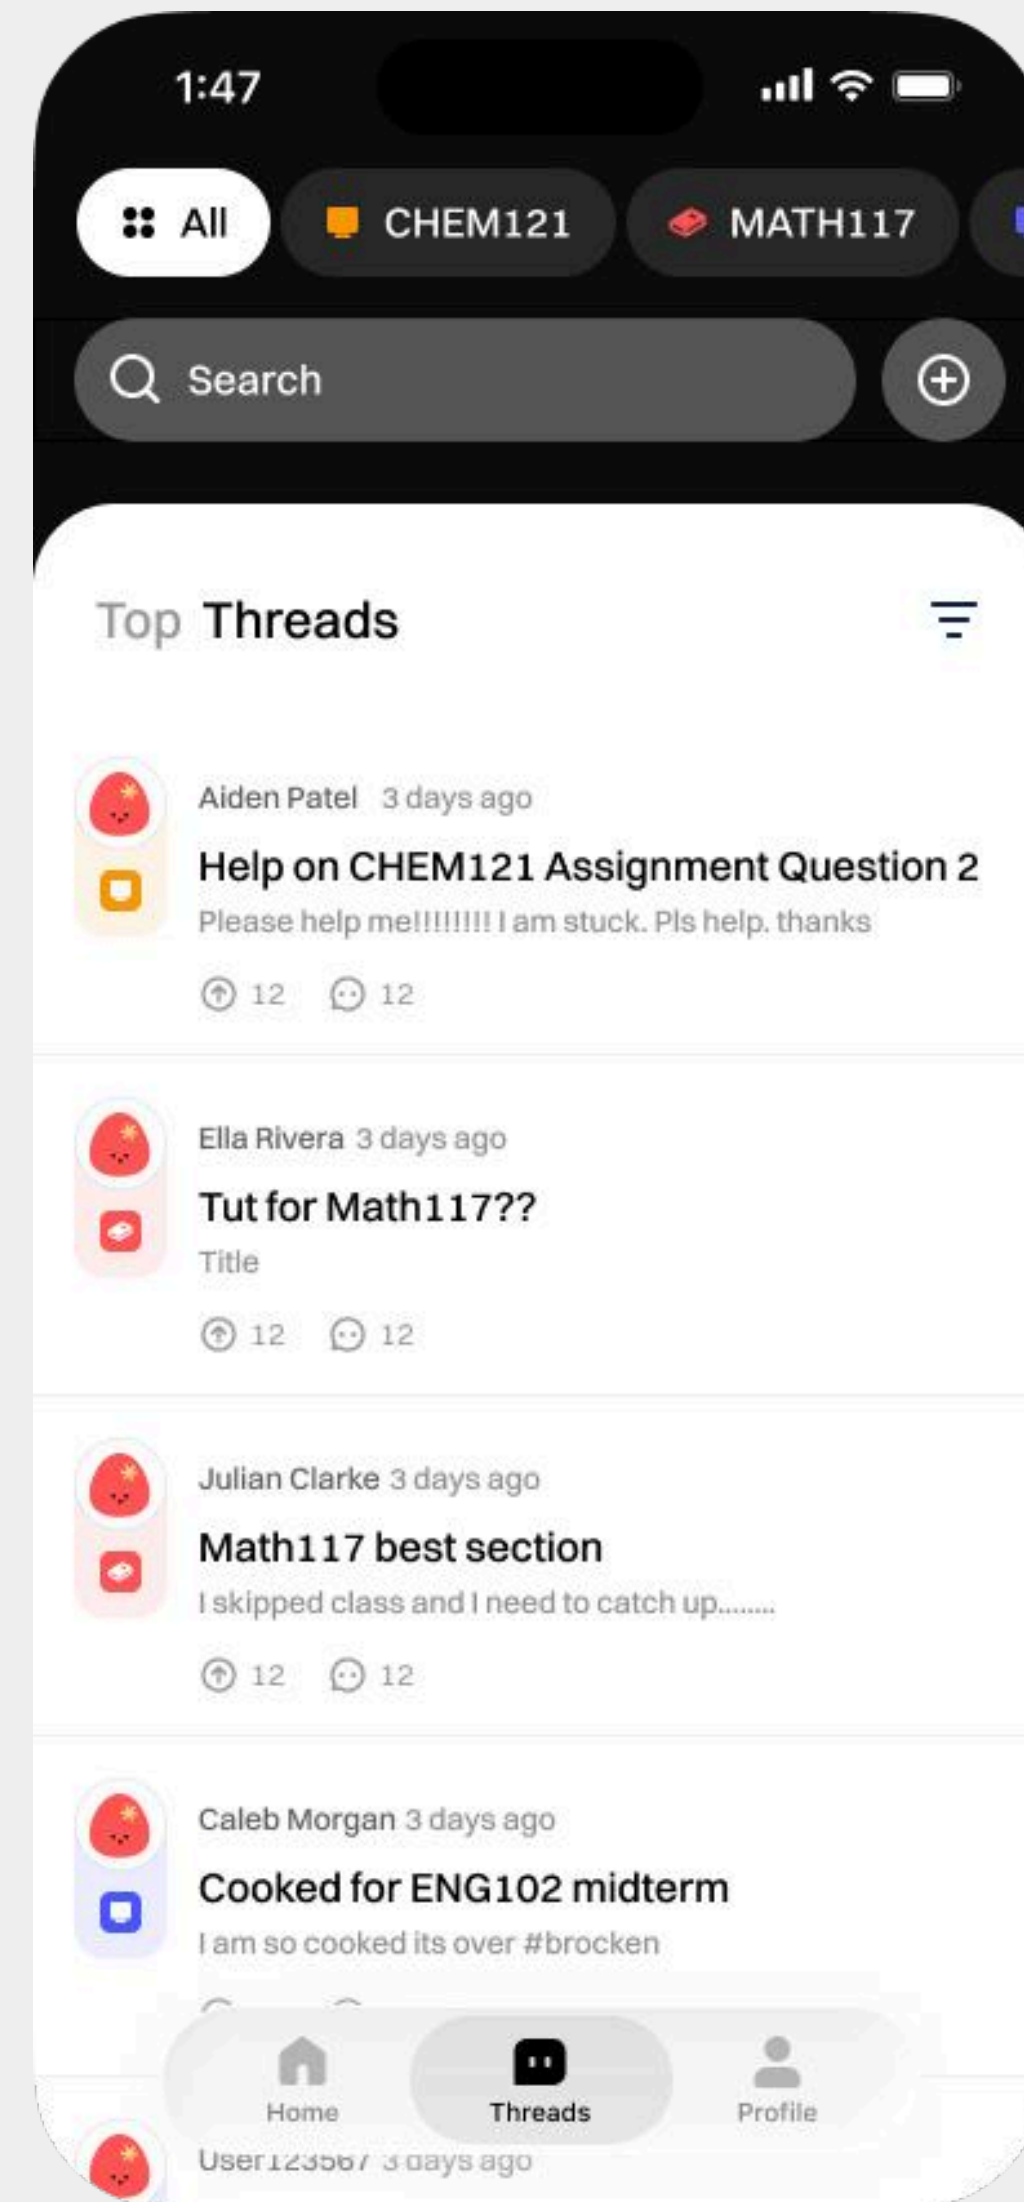 1:47
All CHEM121 MATH117
Search
Top Threads
Aiden Patel 3 days ago
Help on CHEM121 Assignment Question 2
Please help me!!!!!!!! I am stuck. Pls help. thanks
12 12
Ella Rivera 3 days ago
Tut for Math117??
Title
12 12
Julian Clarke 3 days ago
Math117 best section
I skipped class and I need to catch up........
12 12
Caleb Morgan 3 days ago
Cooked for ENG102 midterm
I am so cooked its over #brocken
Home Threads Profile
User123567 3 days ago